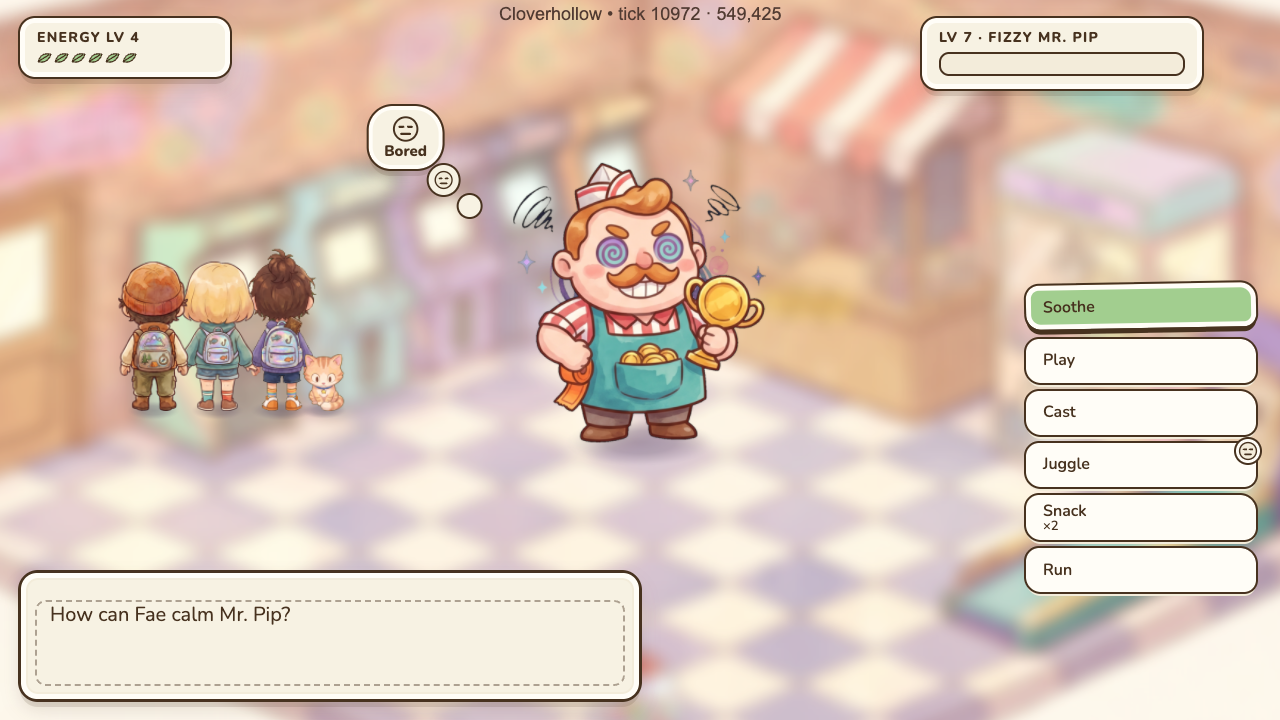 Cloverhollow • tick 10972 · 549,425
ENERGY LV 4
LV 7 · FIZZY MR. PIP
Bored
Soothe
Play
Cast
Juggle
Snack
×2
Run
How can Fae calm Mr. Pip?